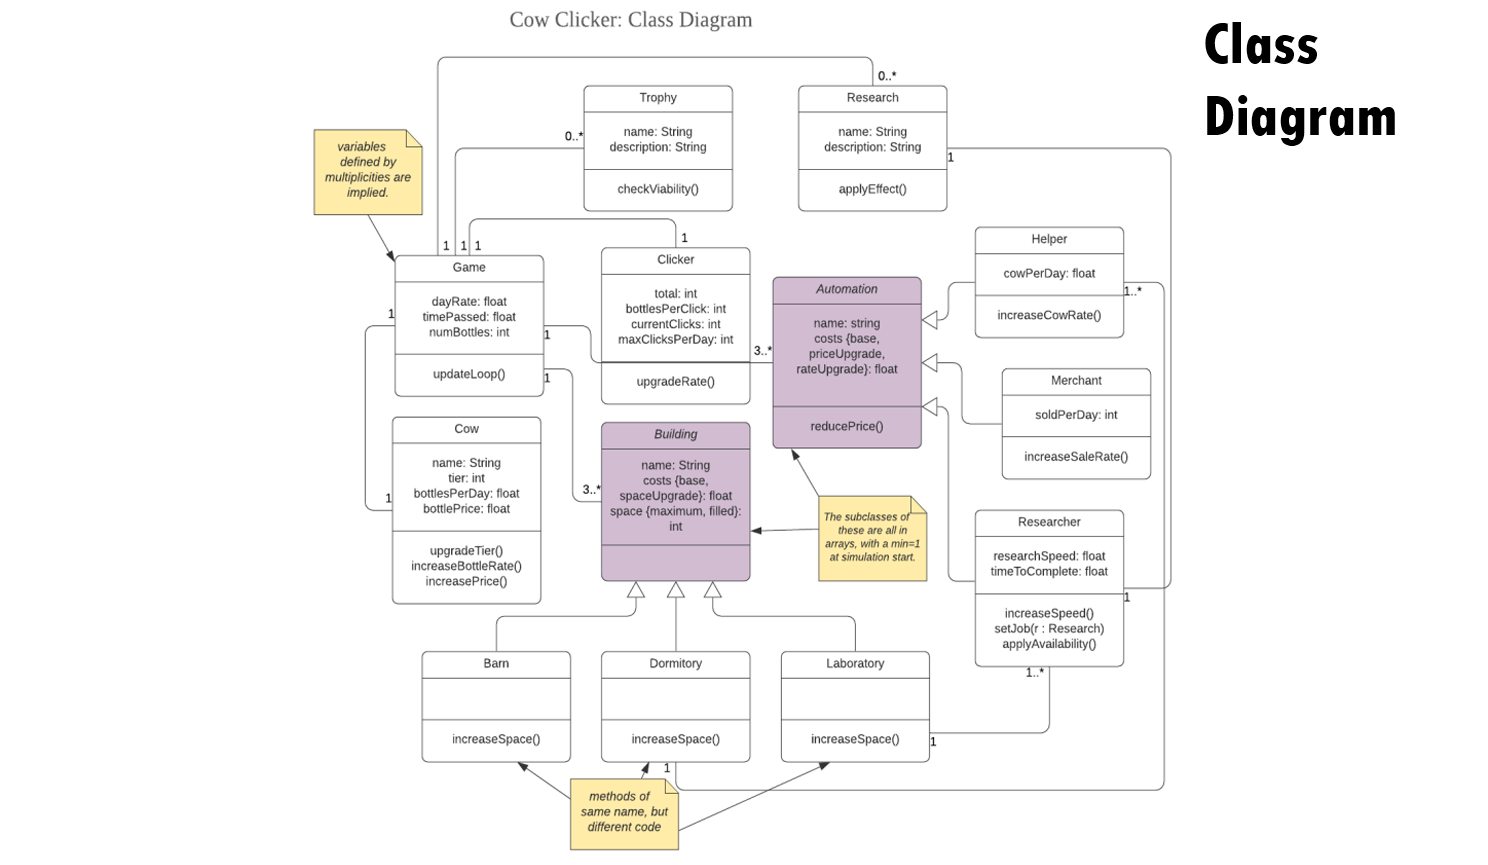 Cow Clicker: Class Diagram
Class
Diagram
0..*
Trophy
name: String
description: String
checkViability()
0..*
Research
name: String
description: String
applyEffect()
1
variables
defined by
multiplicities are
implied.
1
1
1
1
Game
dayRate: float
timePassed: float
numBottles: int
updateLoop()
1
1
1
Clicker
total: int
bottlesPerClick: int
currentClicks: int
maxClicksPerDay: int
upgradeRate()
3..*
Automation
name: string
costs {base,
priceUpgrade,
rateUpgrade}: float
reducePrice()
Helper
cowPerDay: float
increaseCowRate()
1..*
Merchant
soldPerDay: int
increaseSaleRate()
Cow
name: String
tier: int
bottlesPerDay: float
bottlePrice: float
upgradeTier()
increaseBottleRate()
increasePrice()
1
3..*
Building
name: String
costs {base,
spaceUpgrade}: float
space {maximum, filled}:
int
The subclasses of
these are all in
arrays, with a min=1
at simulation start.
Researcher
researchSpeed: float
timeToComplete: float
increaseSpeed()
setJob(r : Research)
applyAvailability()
1
1..*
Barn
increaseSpace()
Dormitory
increaseSpace()
1
Laboratory
increaseSpace()
1
methods of
same name, but
different code